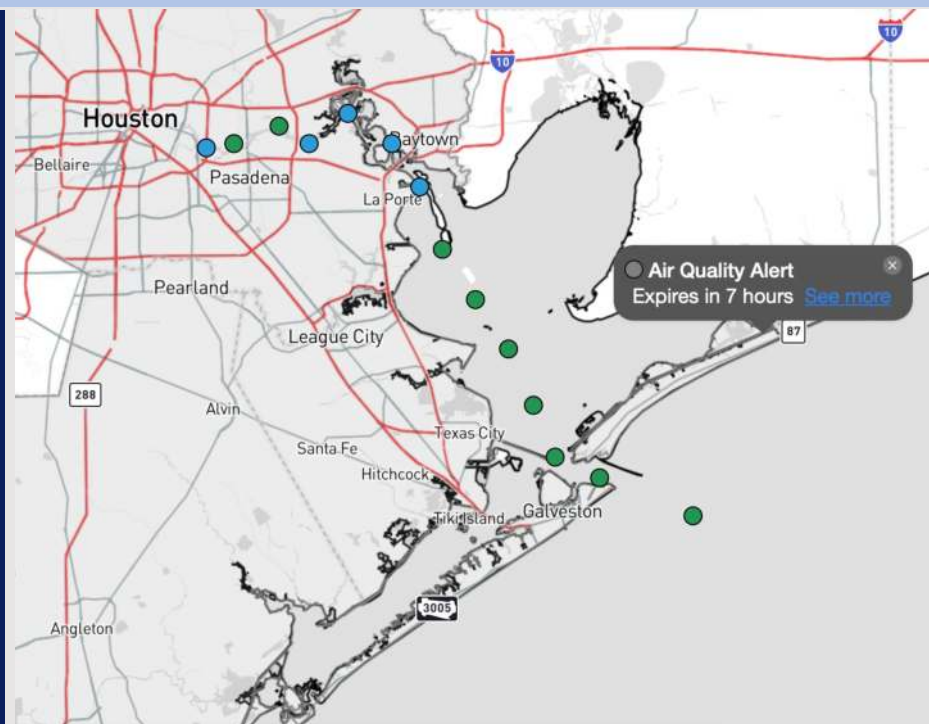 10
10
Houston
Baytown
Bellaire
Pasadena
La Porte
Air Quality Alert
Expires in 7 hours See more
Pearland
87
League City
288
Alvin
Texas City
Santa Fe
Hitchcock
Tiki Island
Galveston
3005
Angleton